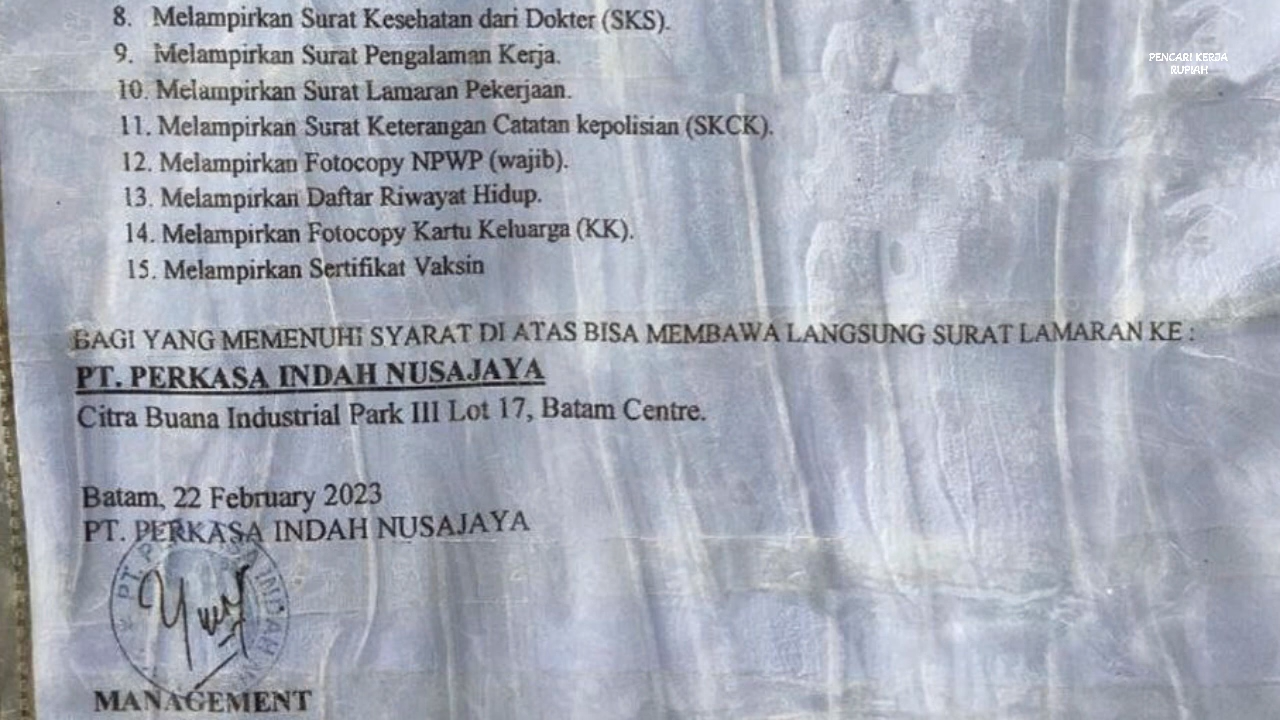 8. Melampirkan Surat Kesehatan dari Dokter (SKS).
9. Melampirkan Surat Pengalaman Kerja.
10. Melampirkan Surat Lamaran Pekerjaan.
11. Melampirkan Surat Keterangan Catatan kepolisian (SKCK).
12. Melampirkan Fotocopy NPWP (wajib).
13. Melampirkan Daftar Riwayat Hidup.
14. Melampirkan Fotocopy Kartu Keluarga (KK).
15. Melampirkan Sertifikat Vaksin
BAGI YANG MEMENUHI SYARAT DI ATAS BISA MEMBAWA LANGSUNG SURAT LAMARAN KE :
PT. PERKASA INDAH NUSAJAYA
Citra Buana Industrial Park III Lot 17, Batam Centre.
Batam, 22 February 2023
PT. PERKASA INDAH NUSAJAYA
MANAGEMENT
PENCARI KERJA
RUPIAH